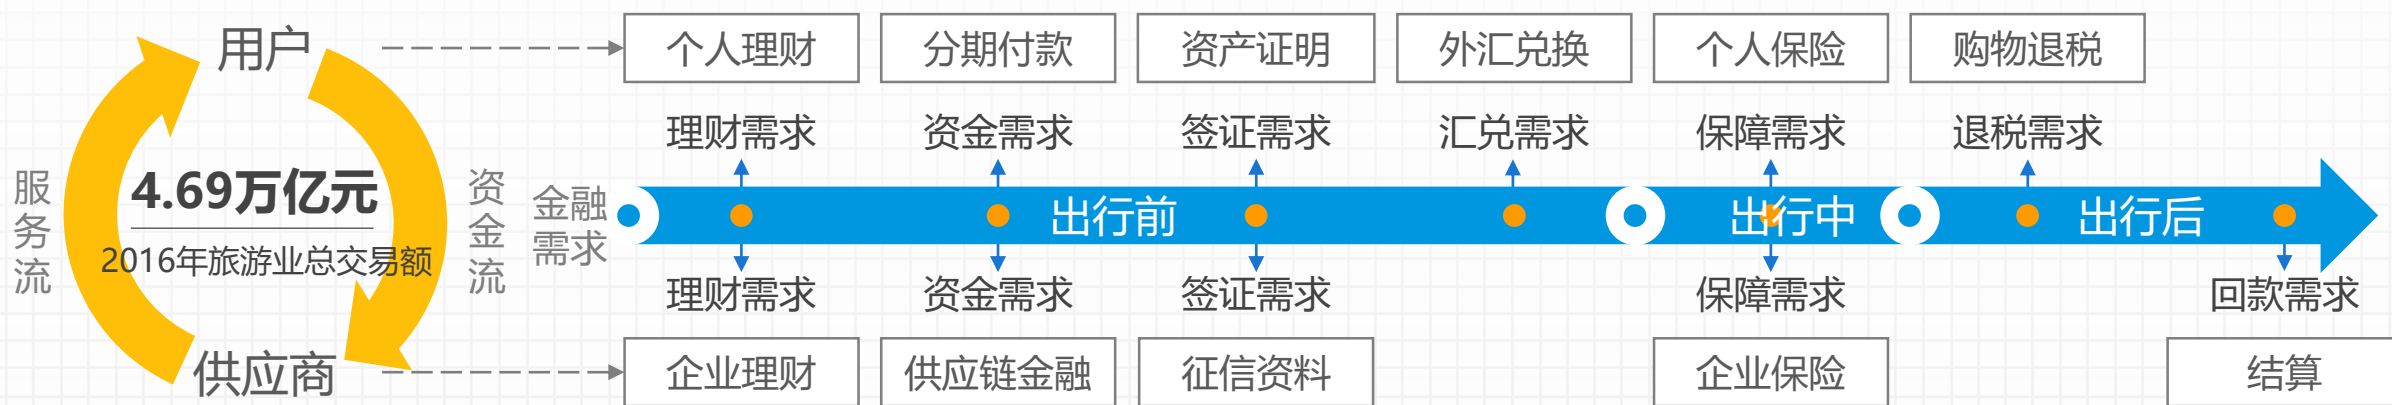 用户
个人理财
分期付款
资产证明
外汇兑换
个人保险
购物退税
理财需求
资金需求
签证需求
汇兑需求
保障需求
退税需求
服务流
4.69万亿元
2016年旅游业总交易额
资金流
金融
需求
出行前
出行中
出行后
理财需求
资金需求
签证需求
保障需求
回款需求
供应商
企业理财
供应链金融
征信资料
企业保险
结算